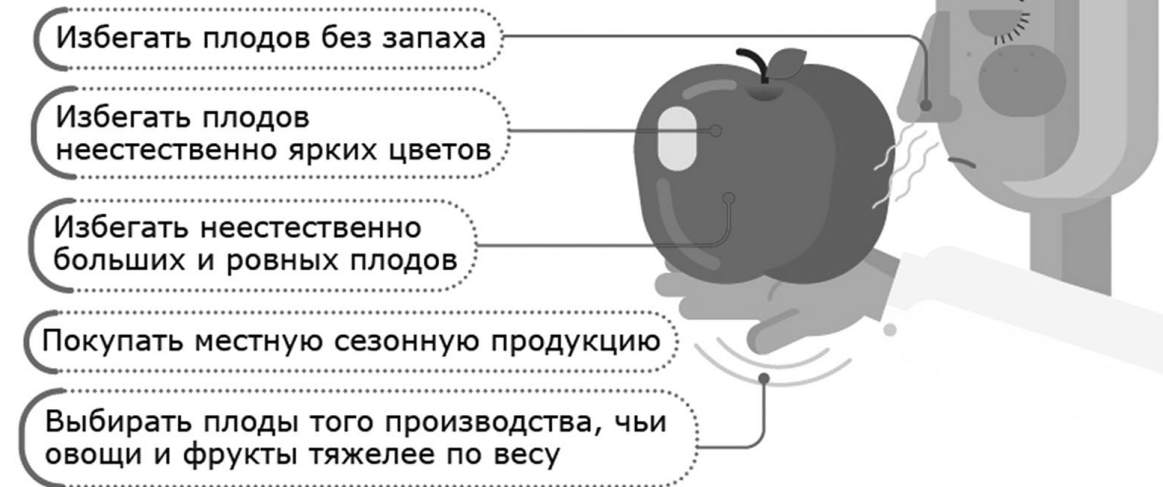 Избегать плодов без запаха
Избегать плодов
неестественно ярких цветов
Избегать неестественно
больших и ровных плодов
Покупать местную сезонную продукцию
Выбирать плоды того производства, чьи
овощи и фрукты тяжелее по весу